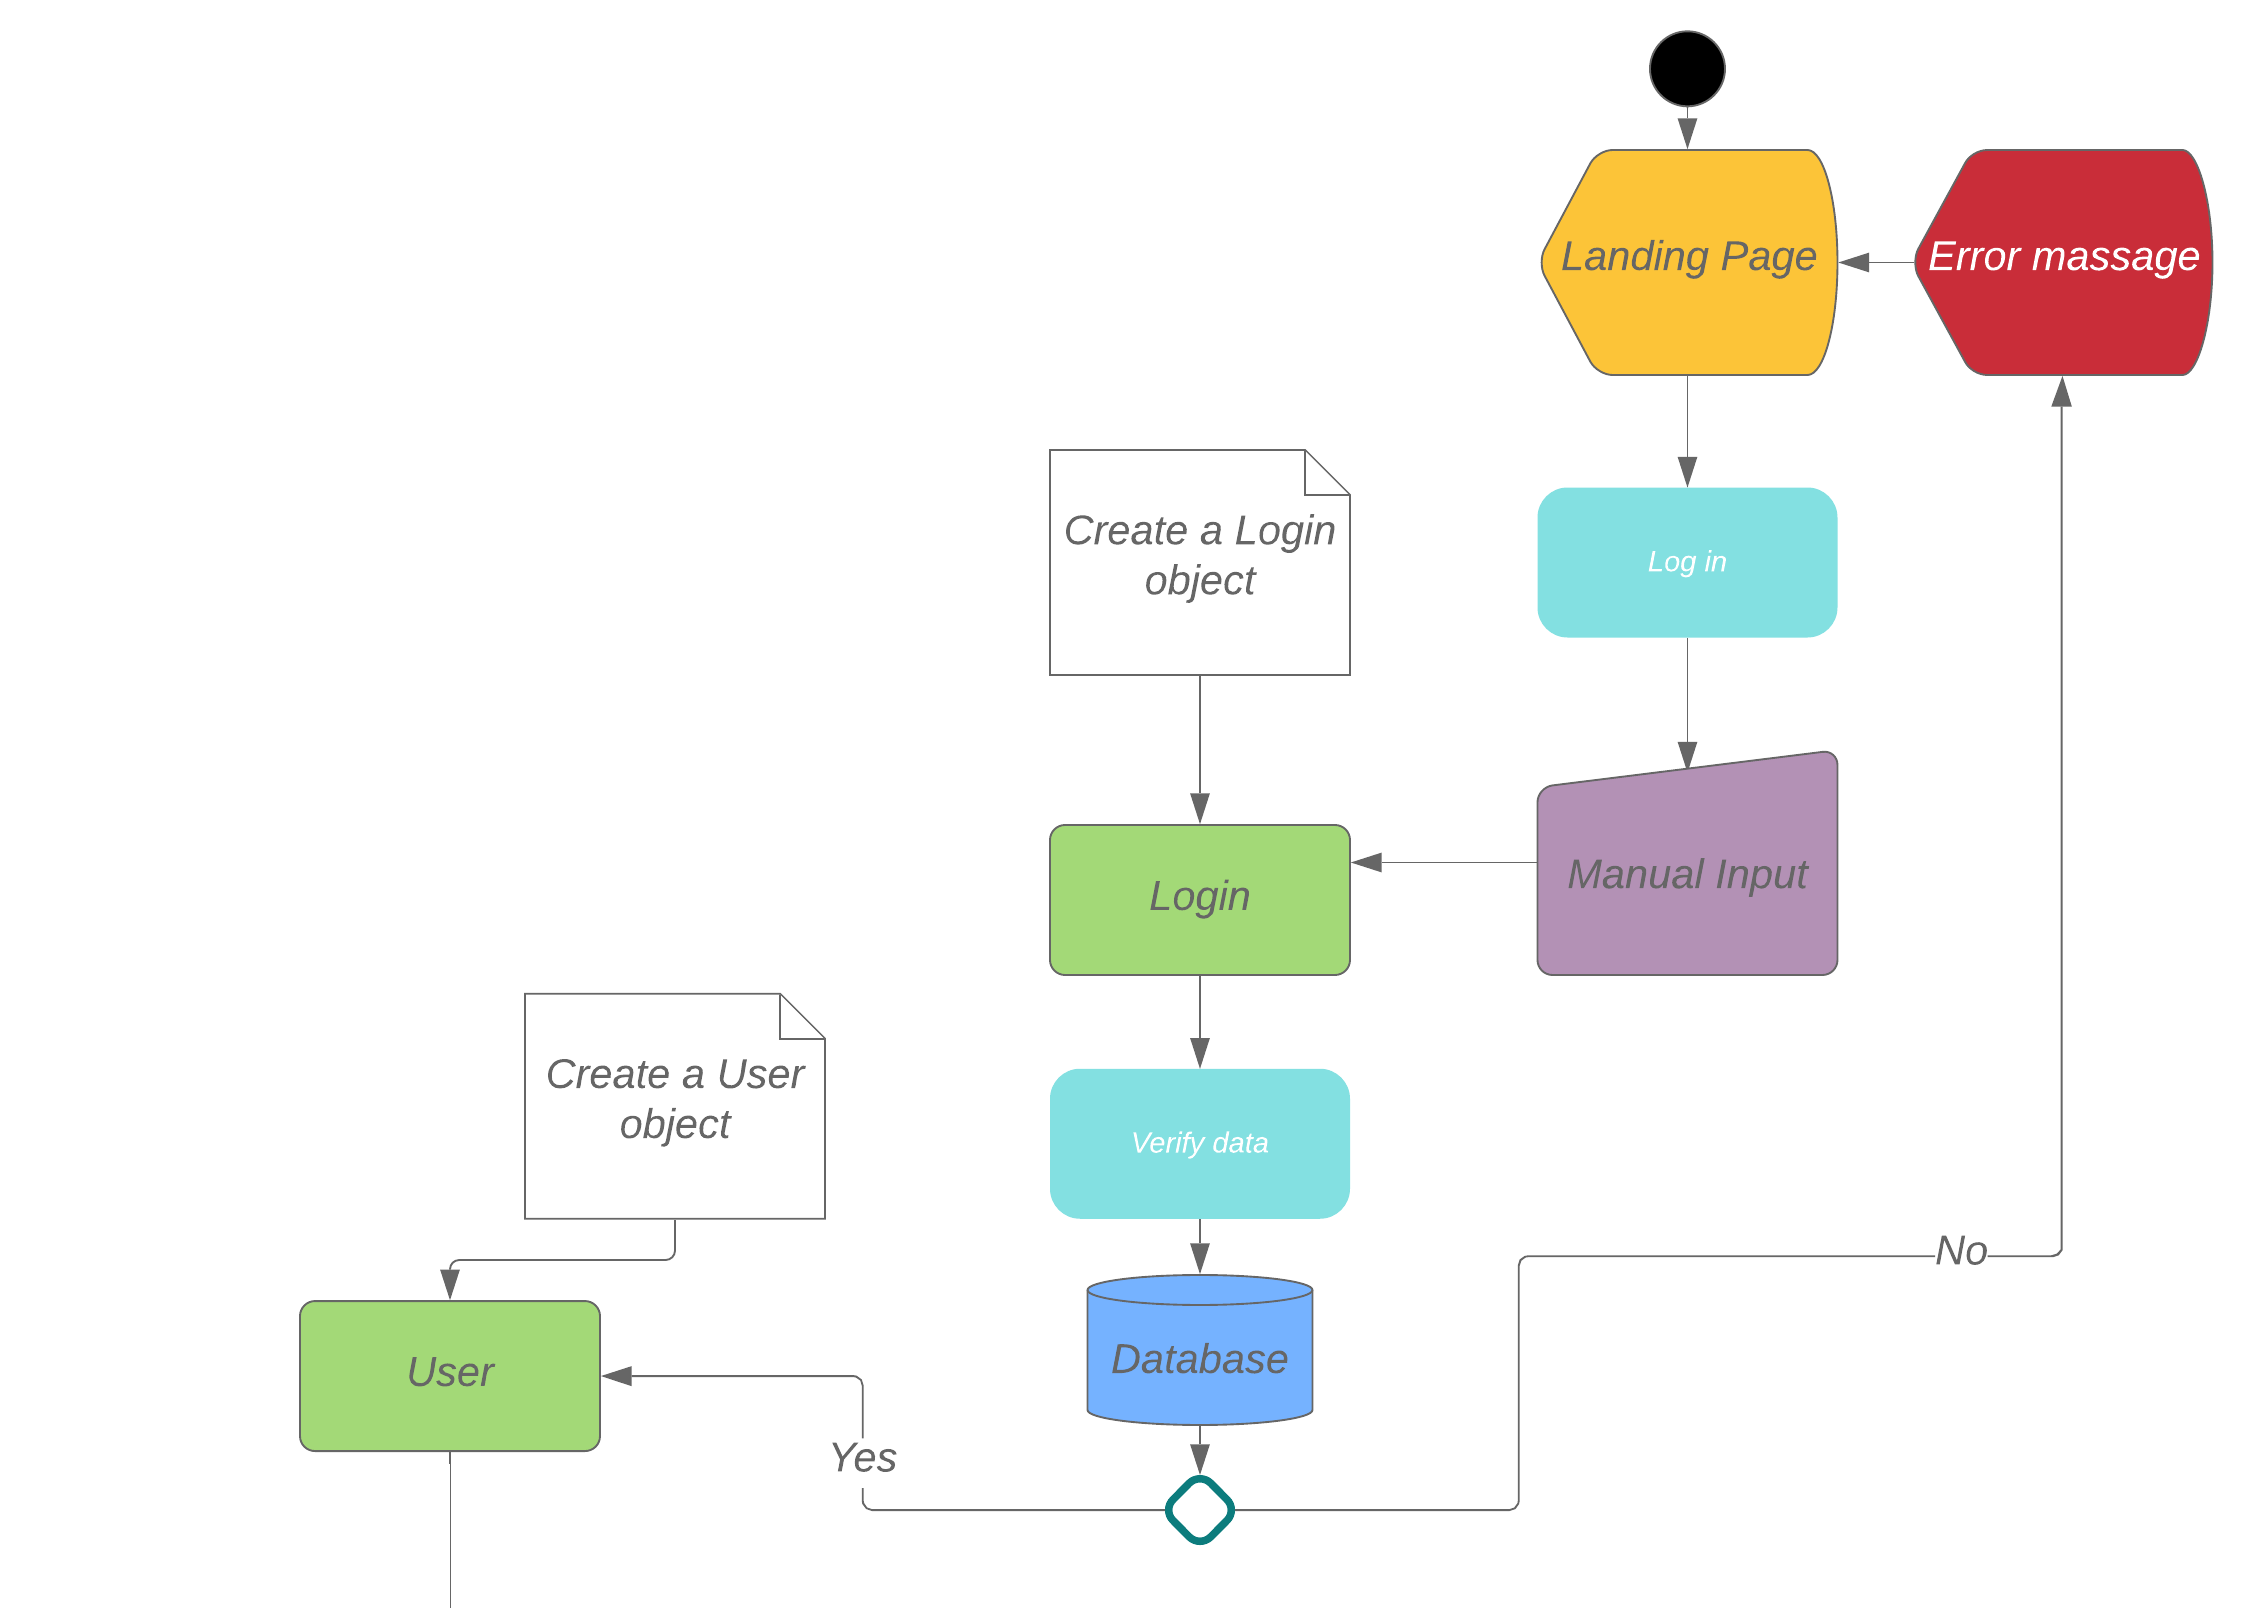 Landing Page
Error massage
Create a Login
object
Log in
Login
Manual Input
Create a User
object
Verify data
No
User
Database
Yes